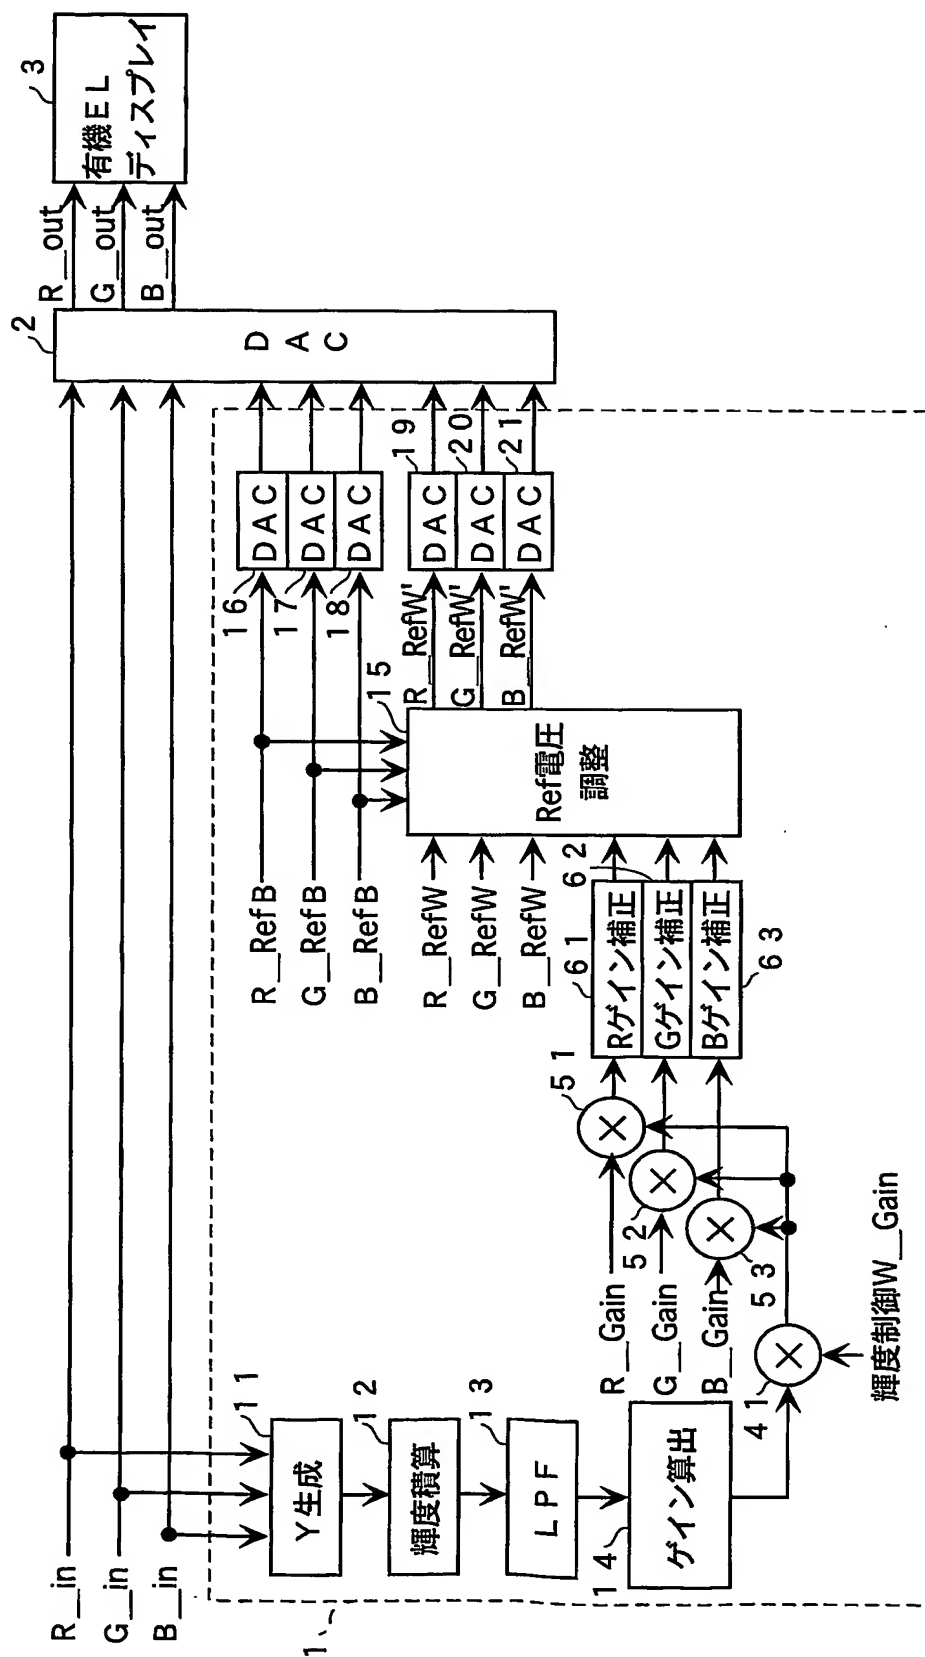 R_in
G_in
B_in
1
Y生成
11
輝度積算
12
LPF
13
ゲイン算出
14
41
輝度制御W_Gain
R_Gain
G_Gain
B_Gain
51
52
53
Rゲイン補正
Gゲイン補正
Bゲイン補正
61
62
63
R_RefB
G_RefB
B_RefB
R_RefW
G_RefW
B_RefW
Ref電圧
調整
15
R_RefW'
G_RefW'
B_RefW'
DAC
DAC
DAC
16
17
18
DAC
DAC
DAC
19
20
21
DAC
2
R_out
G_out
B_out
有機EL
ディスプレイ
3